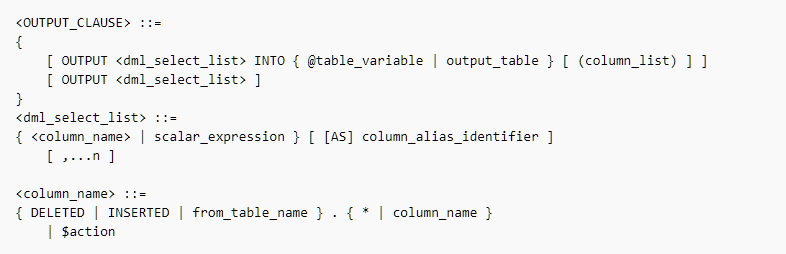 <OUTPUT_CLAUSE> ::=
{
[ OUTPUT <dml_select_list> INTO { @table_variable | output_table } [ (column_list) ] ]
[ OUTPUT <dml_select_list> ]
}
<dml_select_list> ::=
{ <column_name> | scalar_expression } [ [AS] column_alias_identifier ]
[ ,...n ]
<column_name> ::=
{ DELETED | INSERTED | from_table_name } . { * | column_name }
| $action